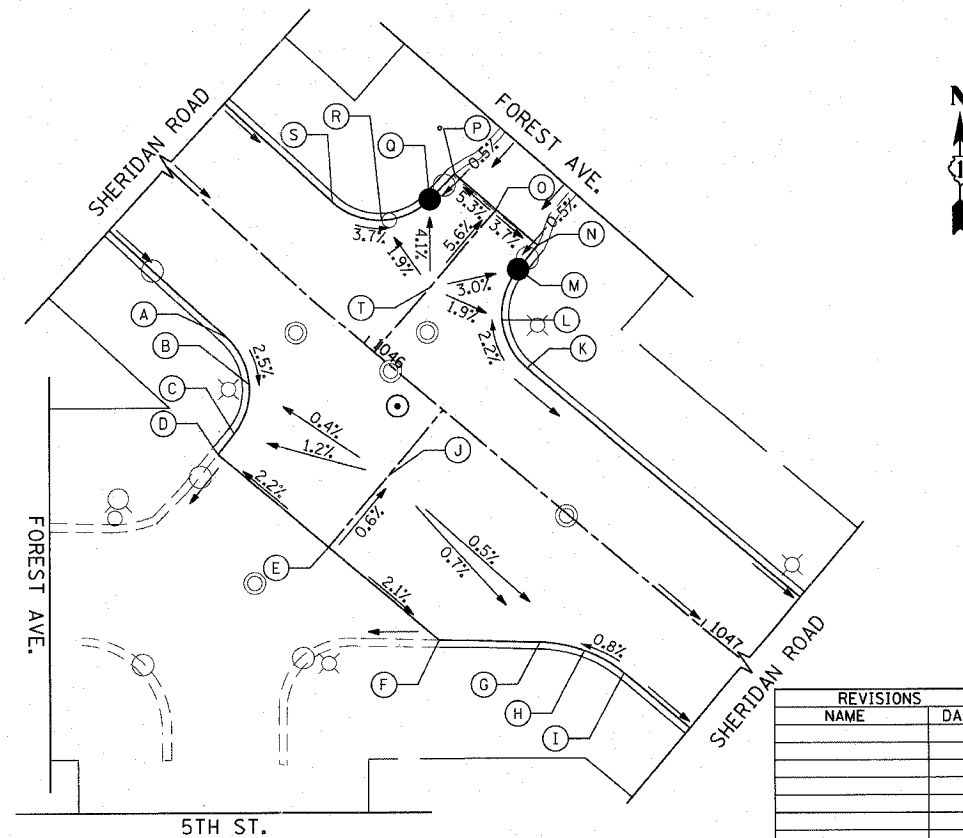 SHERIDAN ROAD
FOREST AVE.
N
R
P
S
Q
0.5%
O
5.3%
3.7%
0.5%
N
3.7%
1.9%
4.1%
5.6%
M
T
3.0%
1.9%
L
A
2.2%
K
B
2.5%
1046
C
D
0.4%
1.2%
J
2.2%
0.6%
0.5%
0.7%
E
2.1%
FOREST AVE.
0.8%
1047
F
G
H
I
SHERIDAN ROAD
REVISIONS
NAME DA
5TH ST.